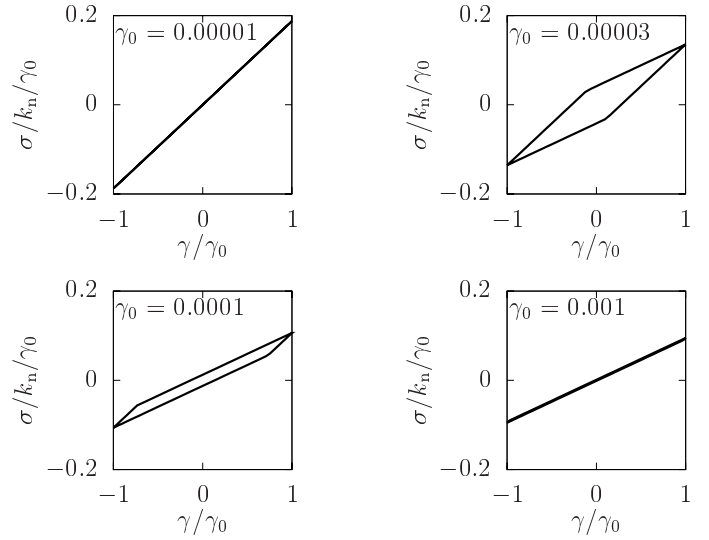 0.2
γ₀ = 0.00001
0
−0.2
σ/kₙ/γ₀
−1 0 1
γ/γ₀
0.2
γ₀ = 0.00003
0
−0.2
σ/kₙ/γ₀
−1 0 1
γ/γ₀
0.2
γ₀ = 0.0001
0
−0.2
σ/kₙ/γ₀
−1 0 1
γ/γ₀
0.2
γ₀ = 0.001
0
−0.2
σ/kₙ/γ₀
−1 0 1
γ/γ₀